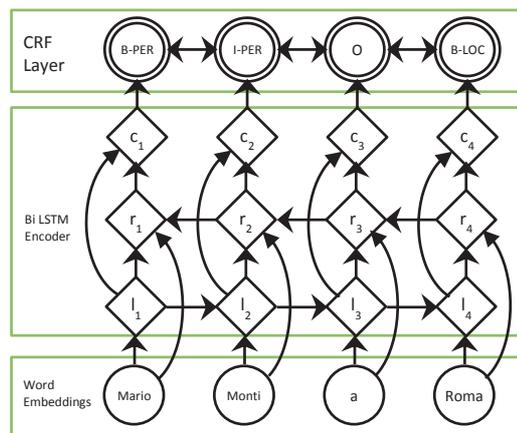 CRF
Layer
B-PER I-PER O B-LOC
c1 c2 c3 c4
Bi LSTM
Encoder
r1 r2 r3 r4
l1 l2 l3 l4
Word
Embeddings
Mario Monti a Roma